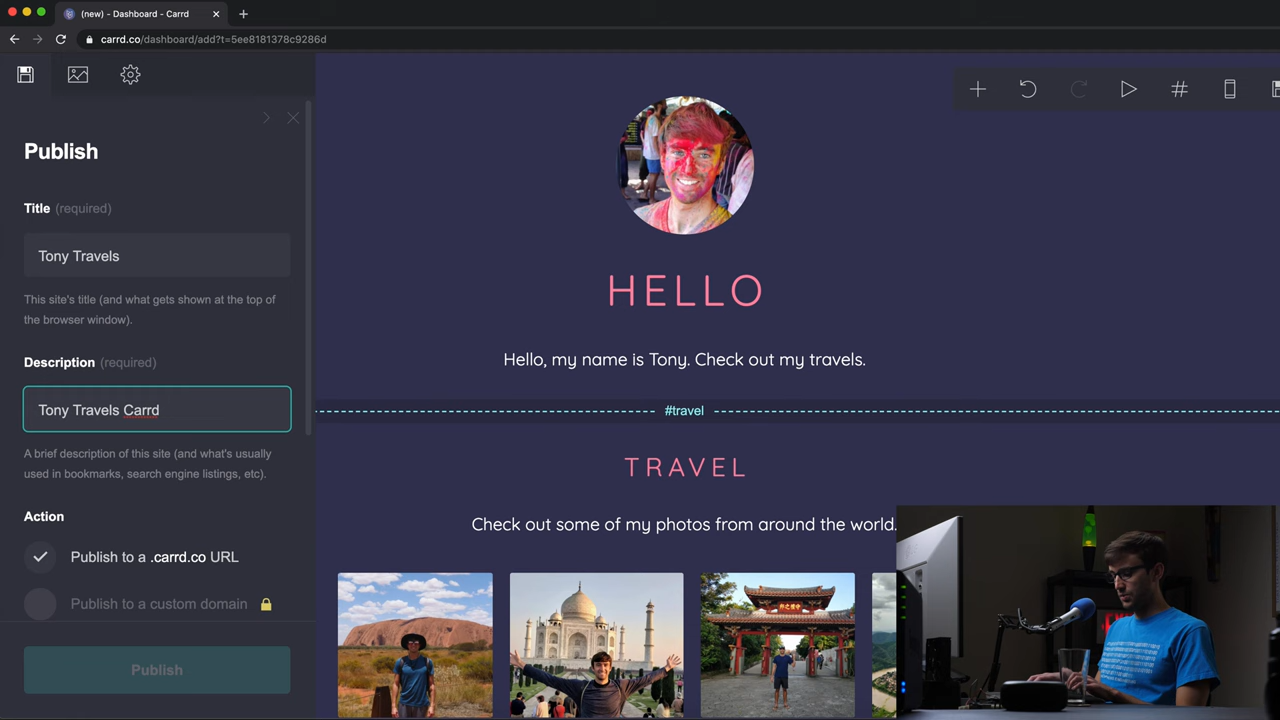 (new) - Dashboard - Carrd
carrd.co/dashboard/add?t=5ee8181378c9286d
Publish
Title (required)
Tony Travels
This site's title (and what gets shown at the top of
the browser window).
Description (required)
Tony Travels Carrd
A brief description of this site (and what's usually
used in bookmarks, search engine listings, etc).
Action
Publish to a .carrd.co URL
Publish to a custom domain
Publish
HELLO
Hello, my name is Tony. Check out my travels.
#travel
TRAVEL
Check out some of my photos from around the world.